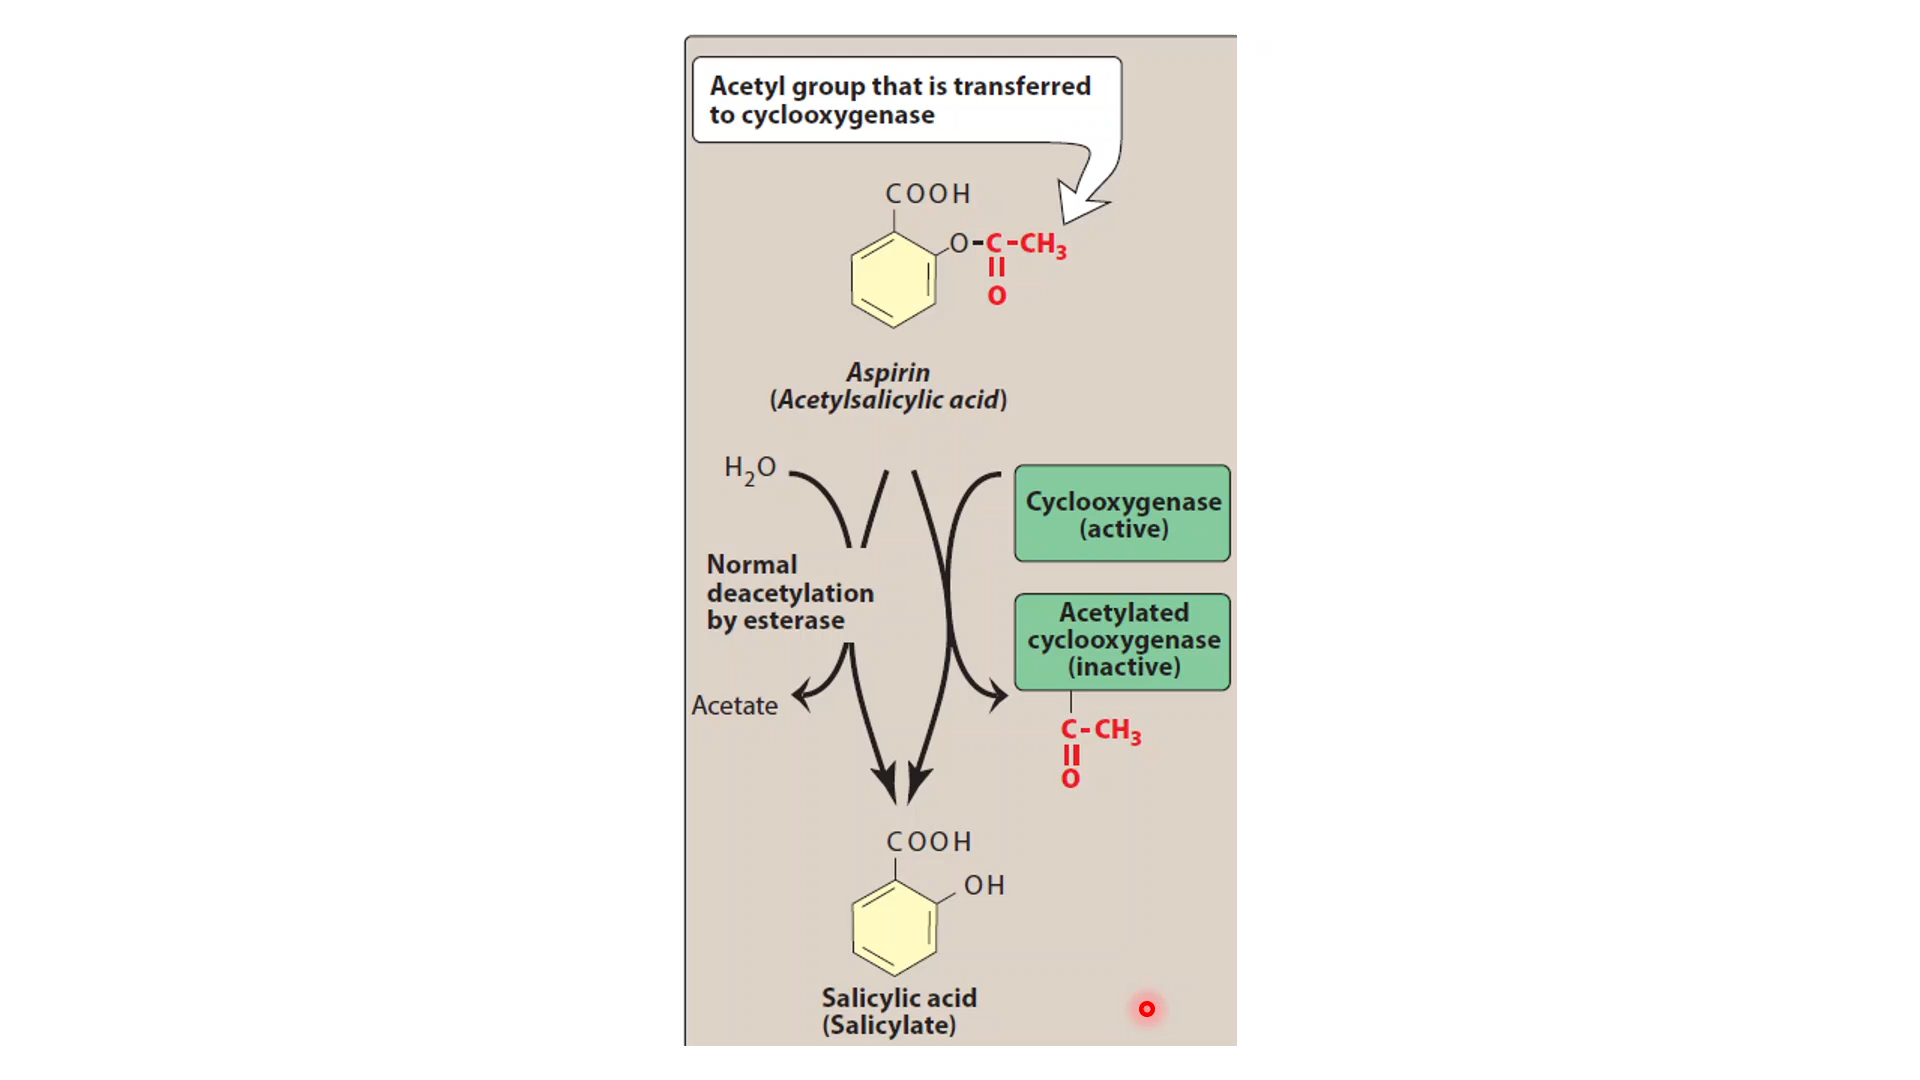 Acetyl group that is transferred
to cyclooxygenase
COOH
O-C-CH₃
O
Aspirin
(Acetylsalicylic acid)
H₂O
Cyclooxygenase
(active)
Normal
deacetylation
by esterase
Acetylated
cyclooxygenase
(inactive)
Acetate
C-CH₃
O
COOH
OH
Salicylic acid
(Salicylate)